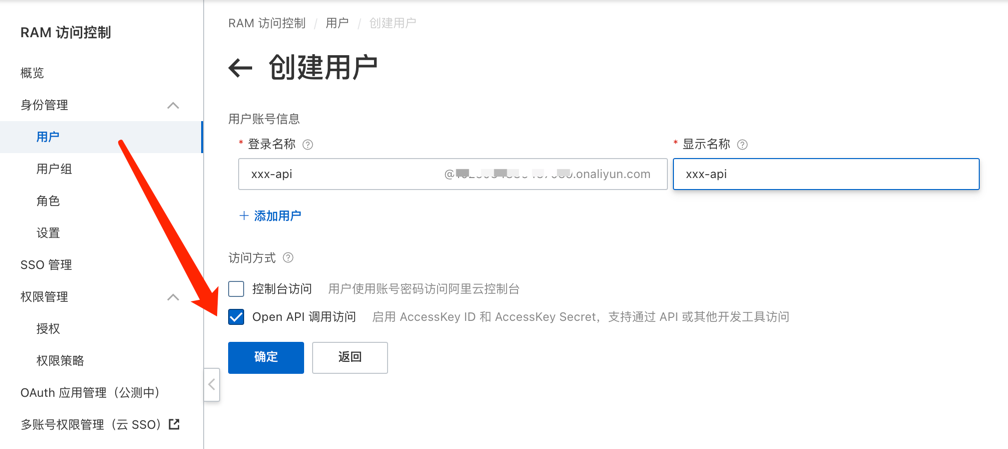 RAM 访问控制
概览
身份管理
用户
用户组
角色
设置
SSO 管理
权限管理
授权
权限策略
OAuth 应用管理（公测中）
多账号权限管理（云 SSO）
RAM 访问控制 / 用户 / 创建用户
← 创建用户
用户账号信息
* 登录名称
* 显示名称
xxx-api @ .onaliyun.com
xxx-api
+ 添加用户
访问方式
控制台访问 用户使用账号密码访问阿里云控制台
Open API 调用访问 启用 AccessKey ID 和 AccessKey Secret，支持通过 API 或其他开发工具访问
确定 返回